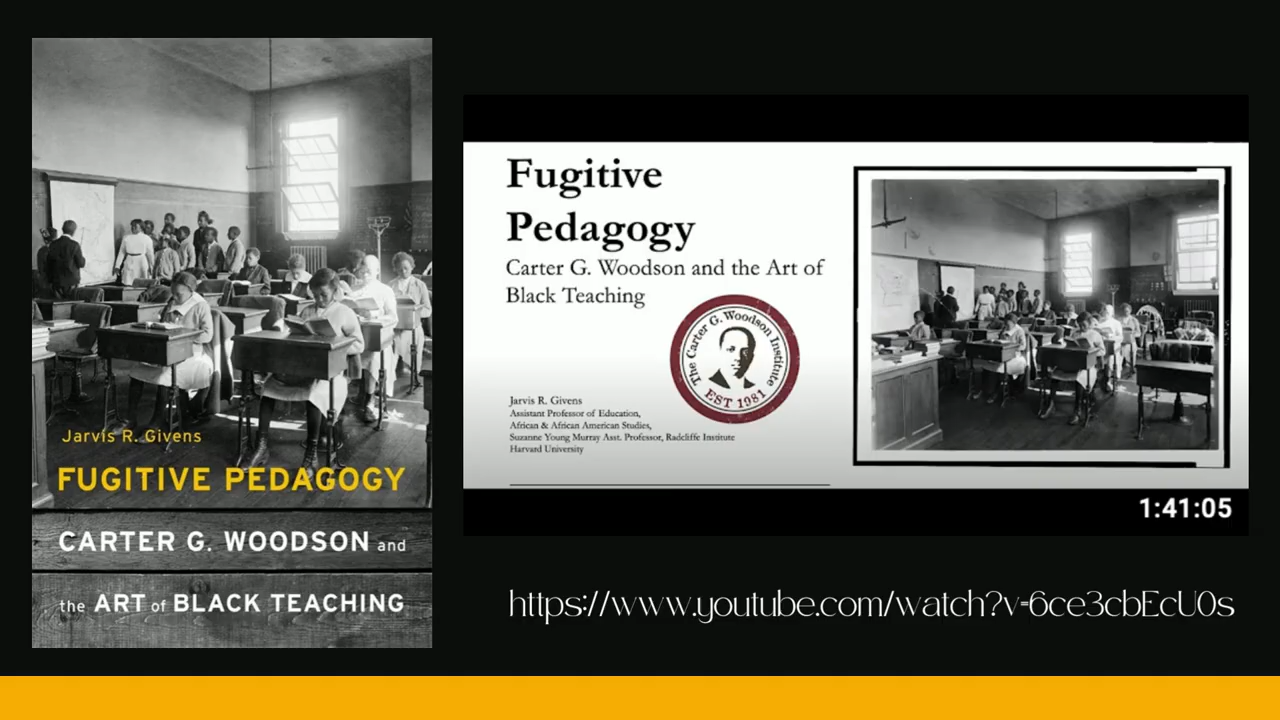 Jarvis R. Givens
FUGITIVE PEDAGOGY
CARTER G. WOODSON and
the ART of BLACK TEACHING
Fugitive
Pedagogy
Carter G. Woodson and the Art of
Black Teaching
The Carter G. Woodson Institute
EST 1981
Jarvis R. Givens
Assistant Professor of Education,
African & African American Studies,
Suzanne Young Murray Asst. Professor, Radcliffe Institute
Harvard University
1:41:05
https://www.youtube.com/watch?v=6ce3cbEcU0s